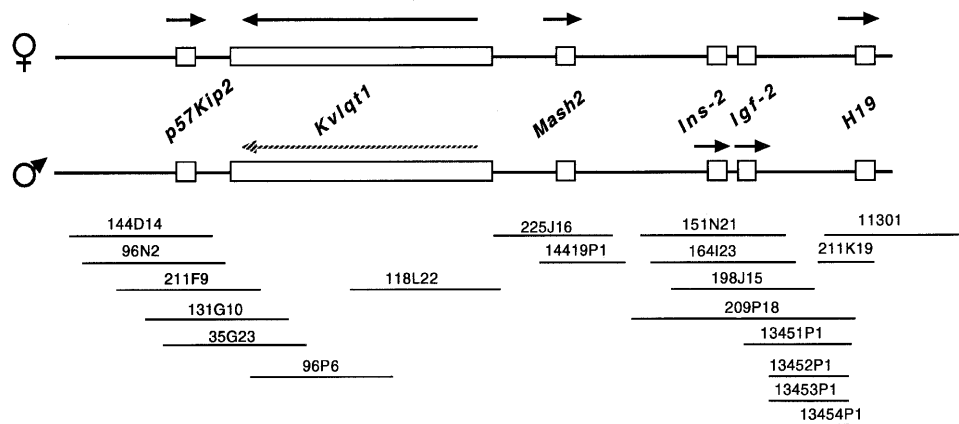 ♀
p57Kip2 Kvlqt1 Mash2 Ins-2 Igf-2 H19
♂
144D14 225J16 151N21 11301
96N2 14419P1 164I23 211K19
211F9 118L22 198J15
131G10 209P18
35G23 13451P1
96P6 13452P1
13453P1
13454P1